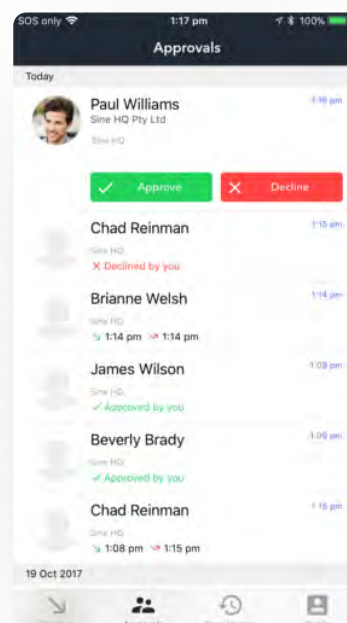 SOS only 1:17 pm 100%
Approvals
Today
Paul Williams 1:16 pm
Sine HQ Pty Ltd
Sine HQ
Approve Decline
Chad Reinman 1:15 pm
Sine HQ
Declined by you
Brianne Welsh 1:14 pm
Sine HQ
1:14 pm 1:14 pm
James Wilson 1:09 pm
Sine HQ
Approved by you
Beverly Brady 1:09 pm
Sine HQ
Approved by you
Chad Reinman 1:15 pm
Sine HQ
1:08 pm 1:15 pm
19 Oct 2017